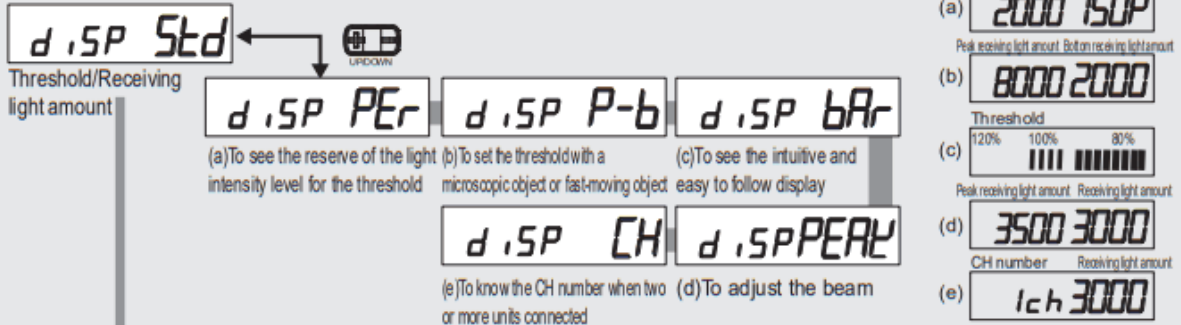 (a) 2000 150P
d iSP Std
UP/DOWN
Threshold/Receiving
light amount
Peak receiving light amount Bottom receiving light amount
(b) 8000 2000
d iSP PEr d iSP P-b d iSP bAr
Threshold
120% 100% 80%
(c)
(a)To see the reserve of the light
intensity level for the threshold
(b)To set the threshold with a
microscopic object or fast-moving object
(c)To see the intuitive and
easy to follow display
Peak receiving light amount Receiving light amount
(d) 3500 3000
d iSP CH d iSPPEAK
CH number Receiving light amount
(e) 1ch 3000
(e)To know the CH number when two
or more units connected
(d)To adjust the beam